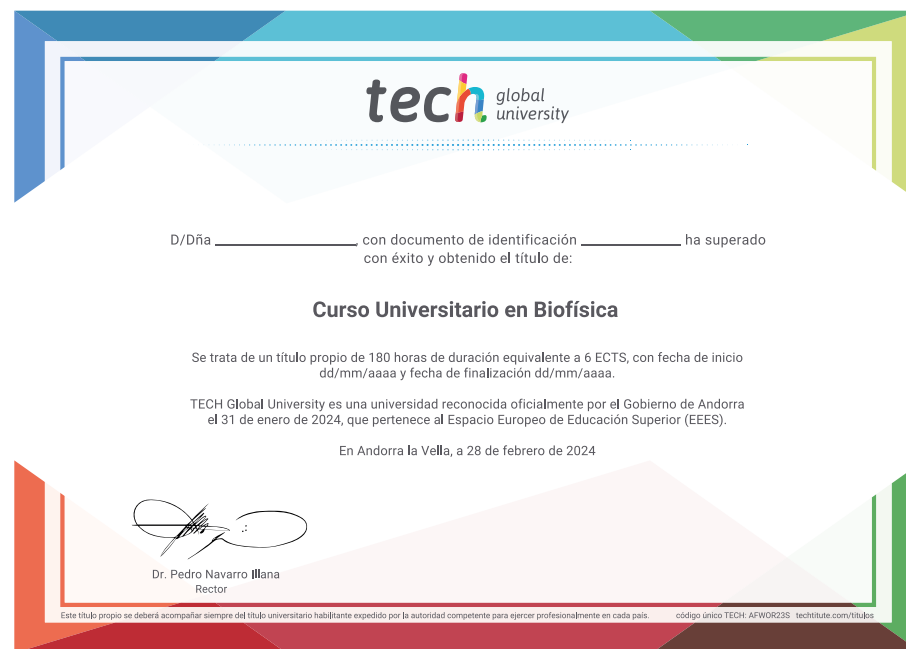 tech global university
D/Dña ________________, con documento de identificación ____________ ha superado
con éxito y obtenido el título de:
Curso Universitario en Biofísica
Se trata de un título propio de 180 horas de duración equivalente a 6 ECTS, con fecha de inicio
dd/mm/aaaa y fecha de finalización dd/mm/aaaa.
TECH Global University es una universidad reconocida oficialmente por el Gobierno de Andorra
el 31 de enero de 2024, que pertenece al Espacio Europeo de Educación Superior (EEES).
En Andorra la Vella, a 28 de febrero de 2024
Dr. Pedro Navarro Illana
Rector
Este título propio se deberá acompañar siempre del título universitario habilitante expedido por la autoridad competente para ejercer profesionalmente en cada país. código único TECH: AFWOR23S techtitute.com/titulos